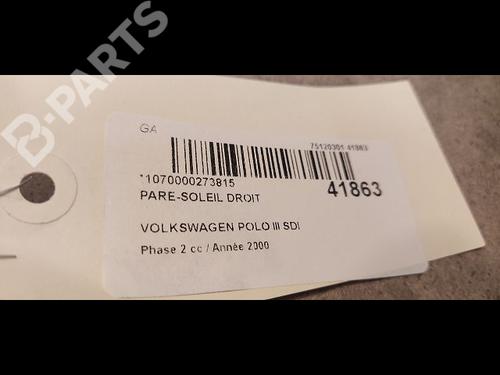 B-PARTS
GA
75120301 41863
*1070000273815
41863
PARE-SOLEIL DROIT
VOLKSWAGEN POLO III SDI
Phase 2 cc / Année 2000